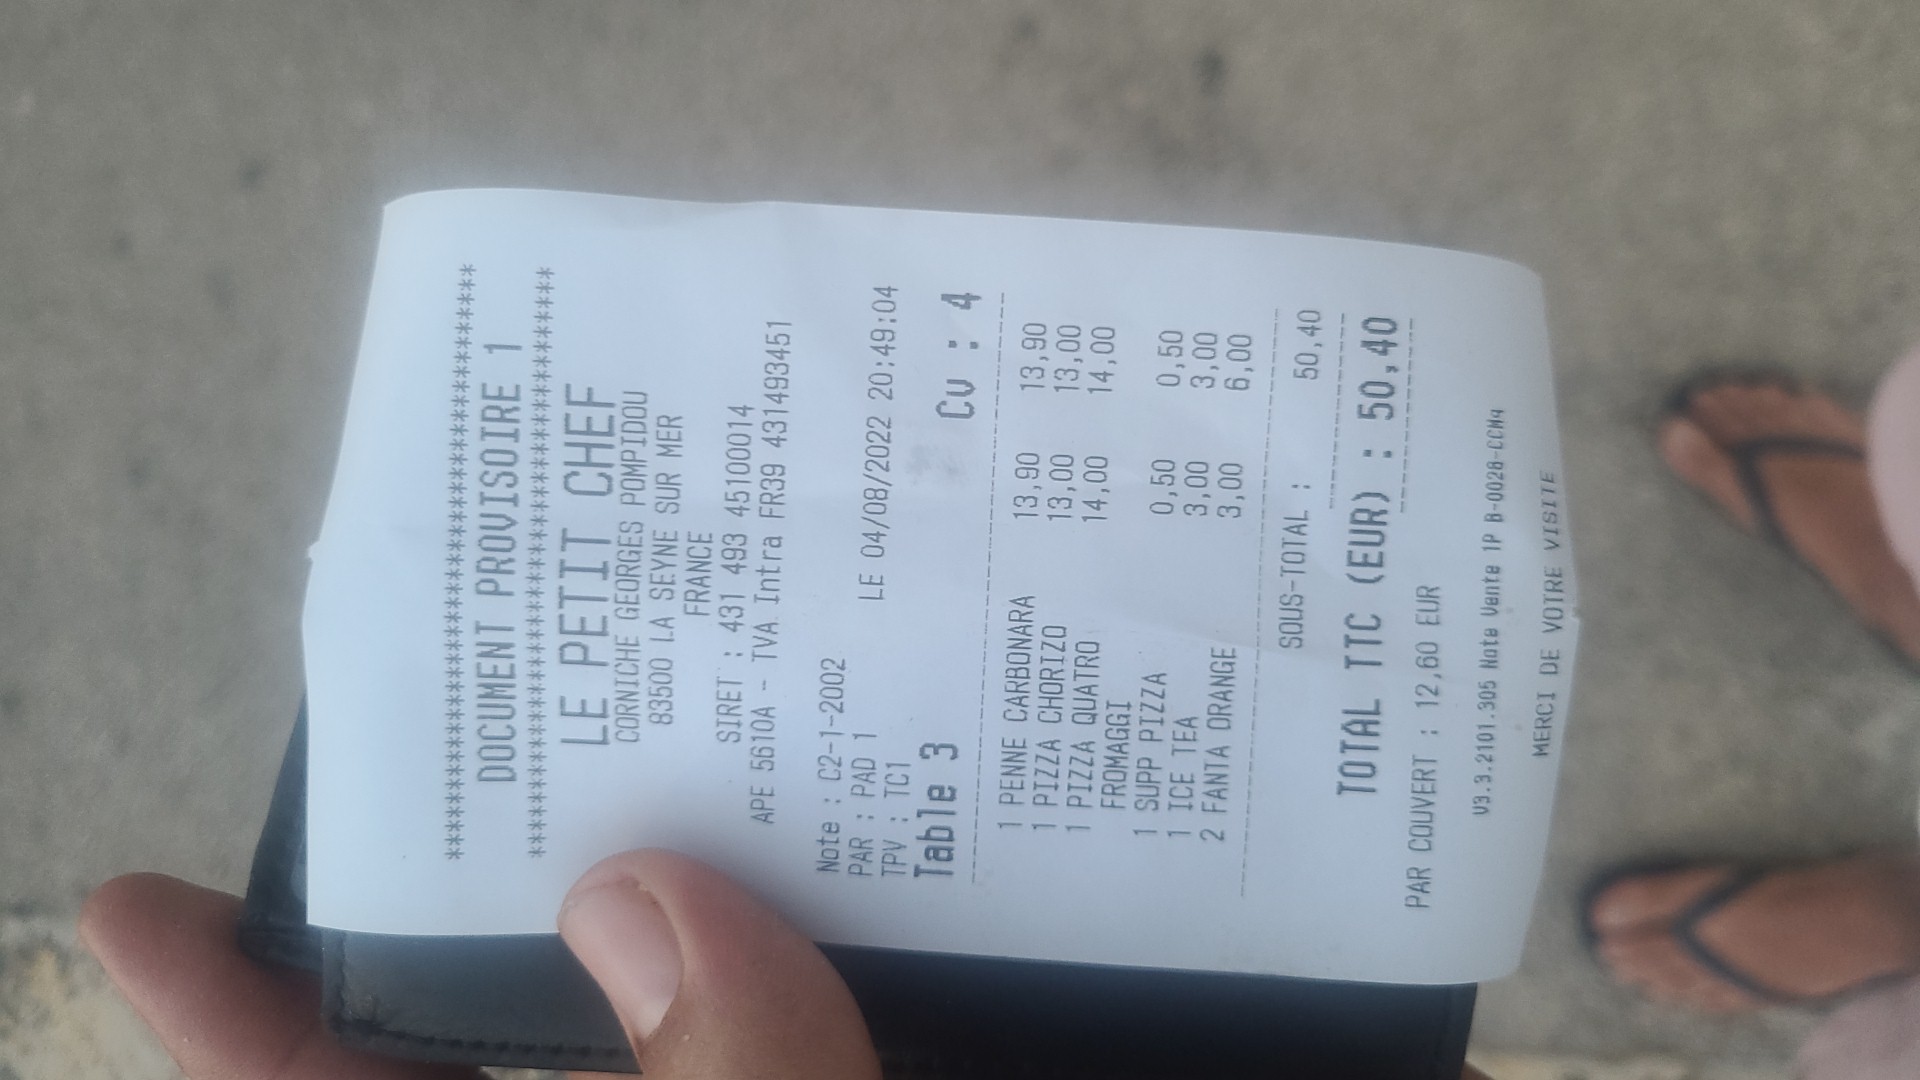 ******************************************
DOCUMENT PROVISOIRE 1
******************************************
LE PETIT CHEF
CORNICHE GEORGES POMPIDOU
83500 LA SEYNE SUR MER
FRANCE
SIRET : 431 493 45100014
APE 5610A - TVA Intra FR39 431493451
Note : C2-1-2002
PAR : PAD 1
TPV : TC1 LE 04/08/2022 20:49:04
Table 3 Cv : 4
1 PENNE CARBONARA 13,90 13,90
1 PIZZA CHORIZO 13,00 13,00
1 PIZZA QUATRO 14,00 14,00
FROMAGGI
1 SUPP PIZZA 0,50 0,50
1 ICE TEA 3,00 3,00
2 FANTA ORANGE 3,00 6,00
SOUS-TOTAL : 50,40
TOTAL TTC (EUR) : 50,40
PAR COUVERT : 12,60 EUR
V3.3.2101.305 Note Vente 1P B-0028-CCMq
MERCI DE VOTRE VISITE